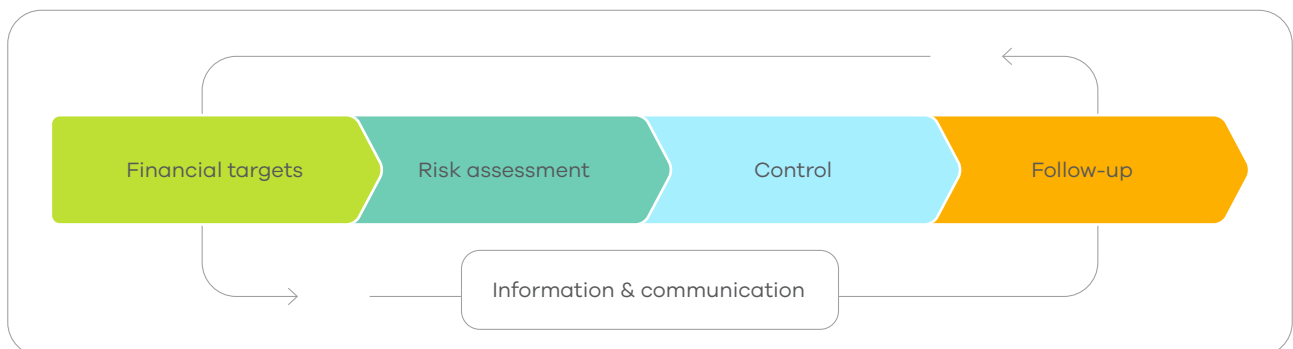 Financial targets
Risk assessment
Control
Follow-up
Information & communication